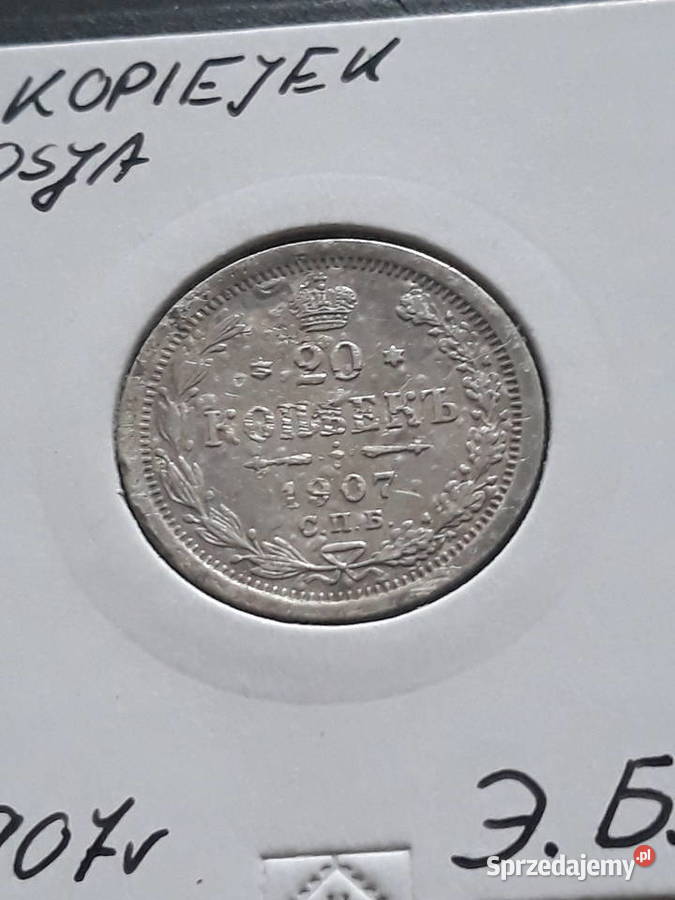 KOPIEJEK
OSJA
20
КОПѢЕКЪ
1907
С.П.Б.
907r
Э.Б.
Sprzedajemy.pl